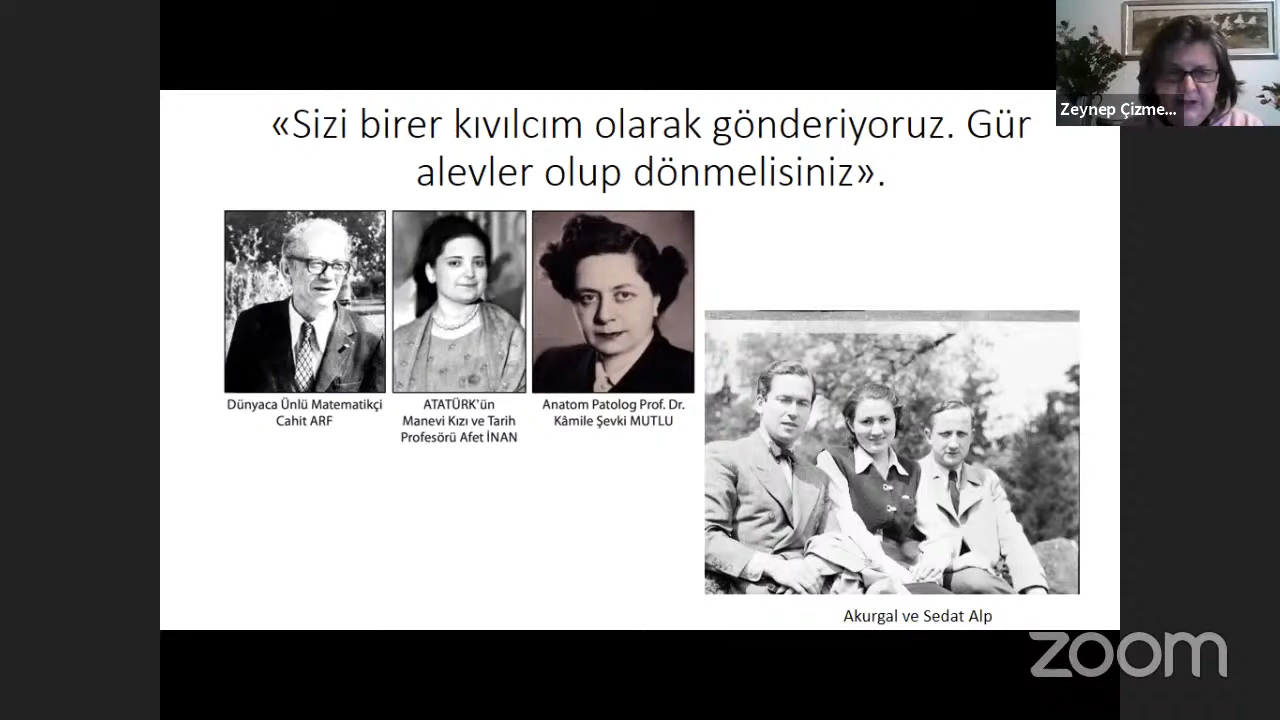 «Sizi birer kıvılcım olarak gönderiyoruz. Gür
alevler olup dönmelisiniz».
Zeynep Çizme...
Dünyaca Ünlü Matematikçi
Cahit ARF
ATATÜRK'ün
Manevi Kızı ve Tarih
Profesörü Afet İNAN
Anatom Patolog Prof. Dr.
Kâmile Şevki MUTLU
Akurgal ve Sedat Alp
zoom